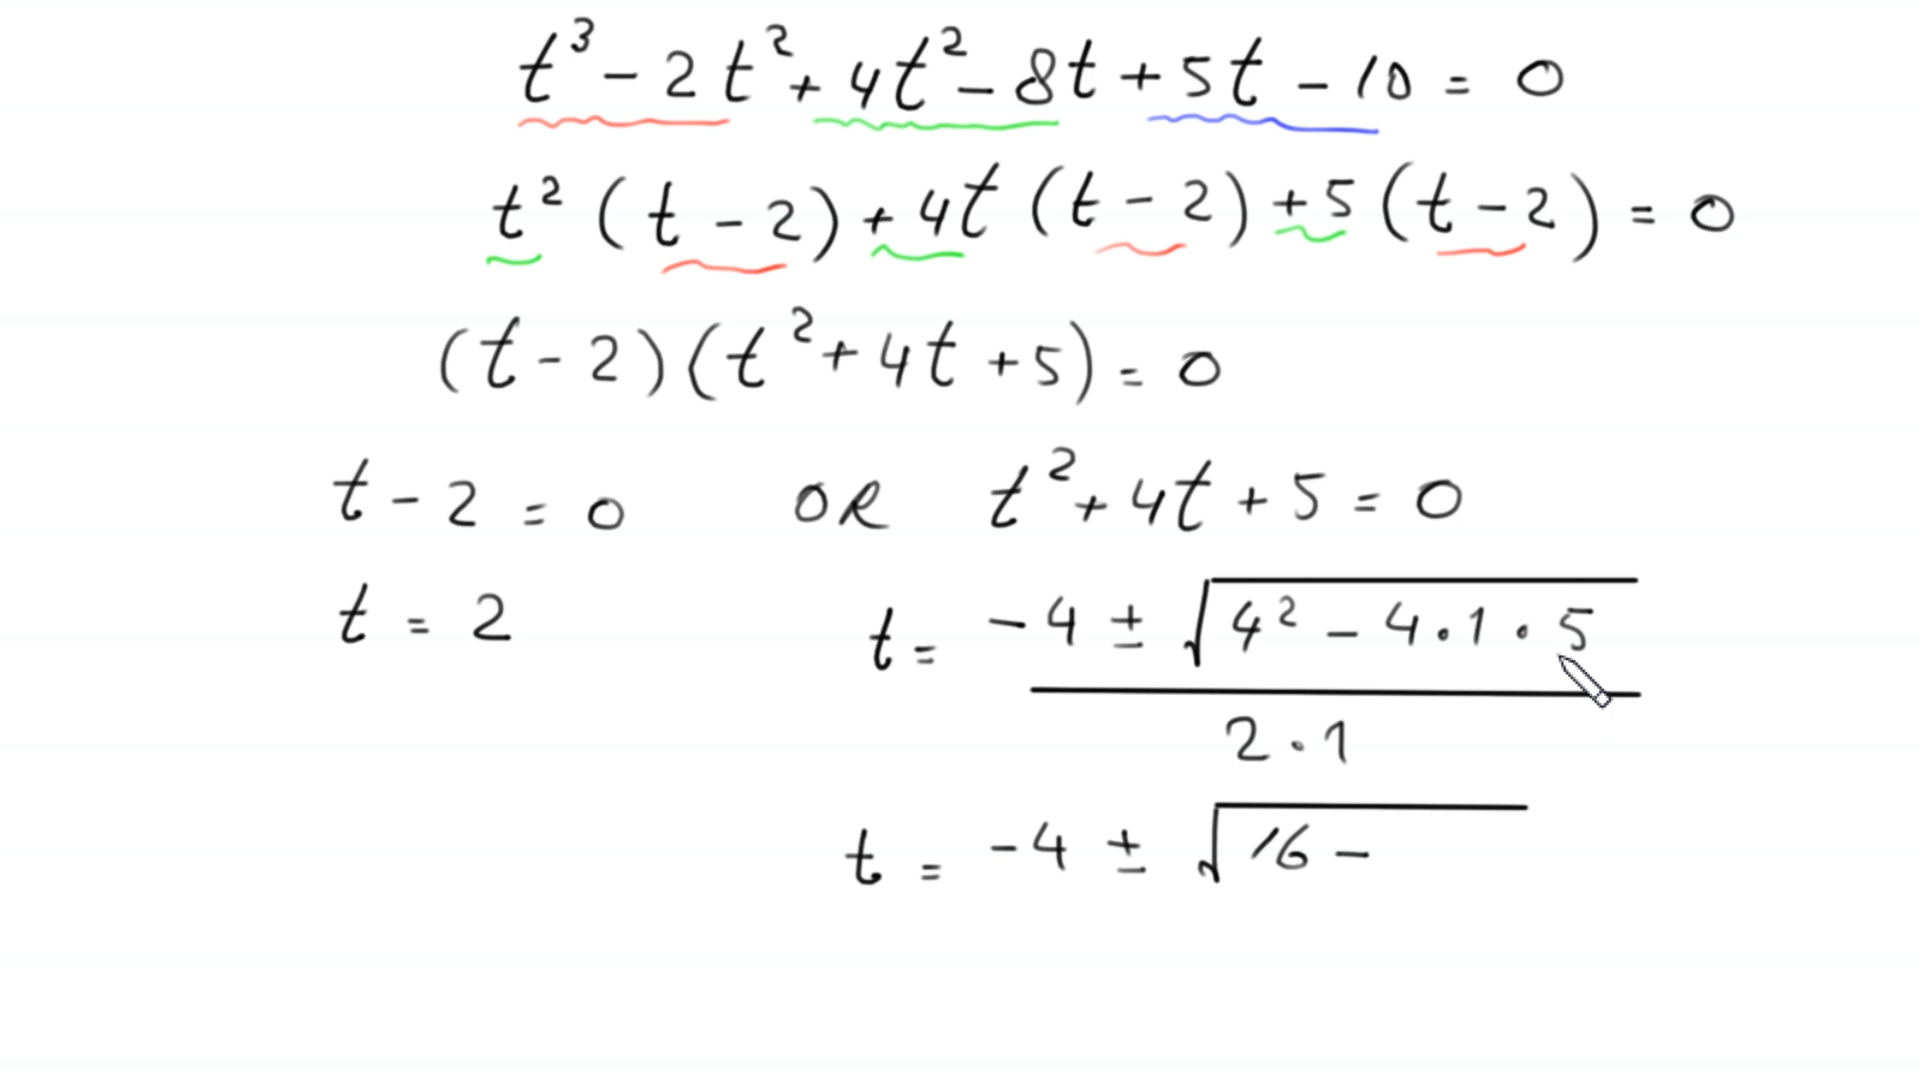 t³ - 2t² + 4t² - 8t + 5t - 10 = 0
t² (t - 2) + 4t (t - 2) + 5 (t - 2) = 0
(t - 2) (t² + 4t + 5) = 0
t - 2 = 0 OR t² + 4t + 5 = 0
t = 2
t = -4 ± √4² - 4·1·5
2·1
t = -4 ± √16 -